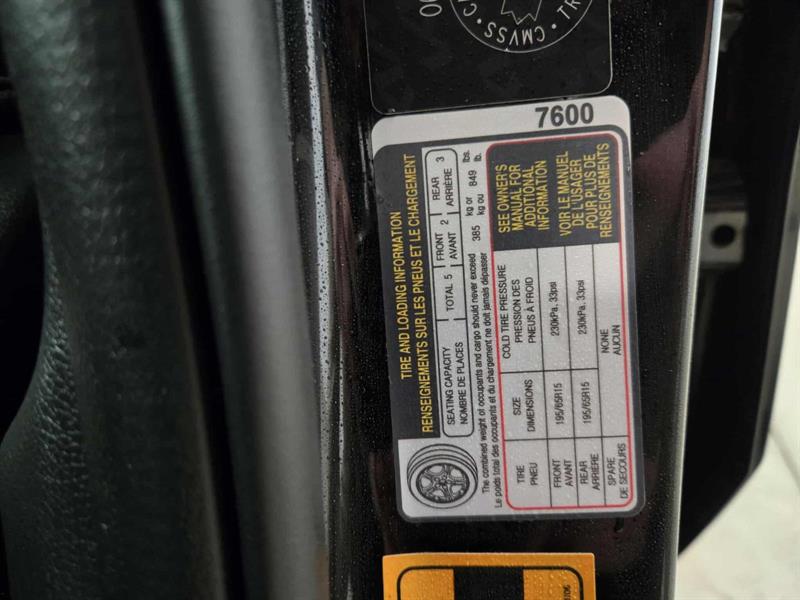 CMVSS · TR
7600
TIRE AND LOADING INFORMATION
RENSEIGNEMENTS SUR LES PNEUS ET LE CHARGEMENT
SEATING CAPACITY TOTAL 5 FRONT 2 REAR 3
NOMBRE DE PLACES AVANT ARRIÈRE
The combined weight of occupants and cargo should never exceed 385 kg or 849 lbs.
Le poids total des occupants et du chargement ne doit jamais dépasser kg ou lb.
TIRE SIZE COLD TIRE PRESSURE
PNEU DIMENSIONS PRESSION DES
PNEUS À FROID
FRONT 195/65R15 230kPa, 33psi
AVANT
REAR 195/65R15 230kPa, 33psi
ARRIÈRE
SPARE NONE
DE SECOURS AUCUN
SEE OWNER'S
MANUAL FOR
ADDITIONAL
INFORMATION
VOIR LE MANUEL
DE L'USAGER
POUR PLUS DE
RENSEIGNEMENTS